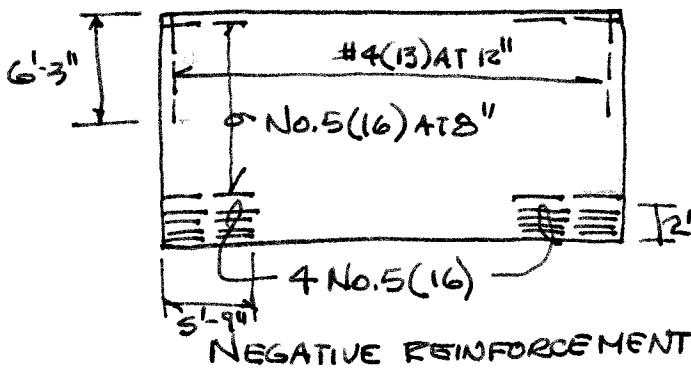 6'-3"
#4(13) AT 12"
No.5(16) AT 8"
2'
4 No.5(16)
5'-9"
NEGATIVE REINFORCEMENT